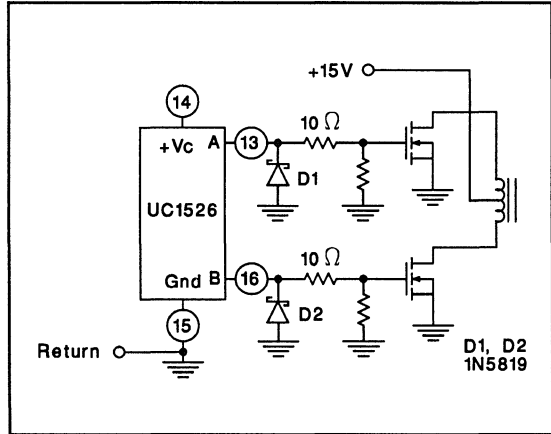 +15V
14
+Vc
A
13
10 Ω
D1
UC1526
Gnd
B
16
10 Ω
D2
15
Return
D1, D2
1N5819